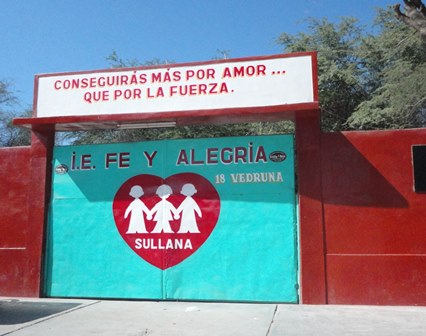 CONSEGUIRÁS MÁS POR AMOR ...
QUE POR LA FUERZA.
I.E. FE Y ALEGRÍA
18 VEDRUNA
SULLANA